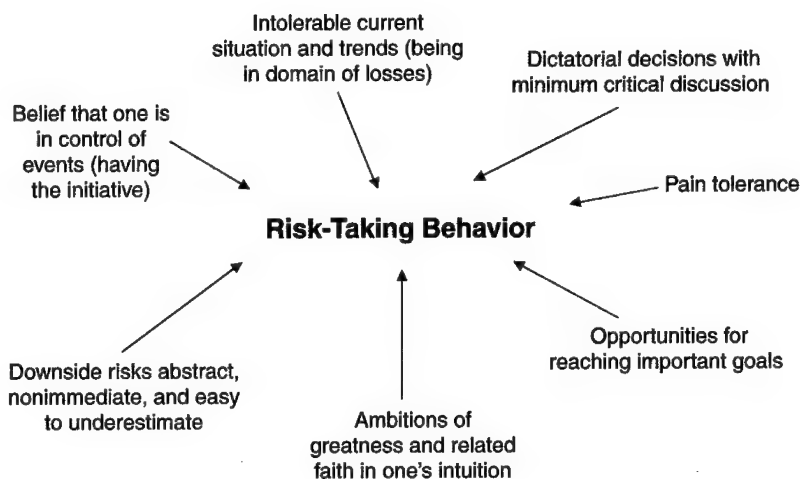 Intolerable current
situation and trends (being
in domain of losses)
Dictatorial decisions with
minimum critical discussion
Belief that one is
in control of
events (having
the initiative)
Pain tolerance
Risk-Taking Behavior
Opportunities for
reaching important goals
Downside risks abstract,
nonimmediate, and easy
to underestimate
Ambitions of
greatness and related
faith in one's intuition